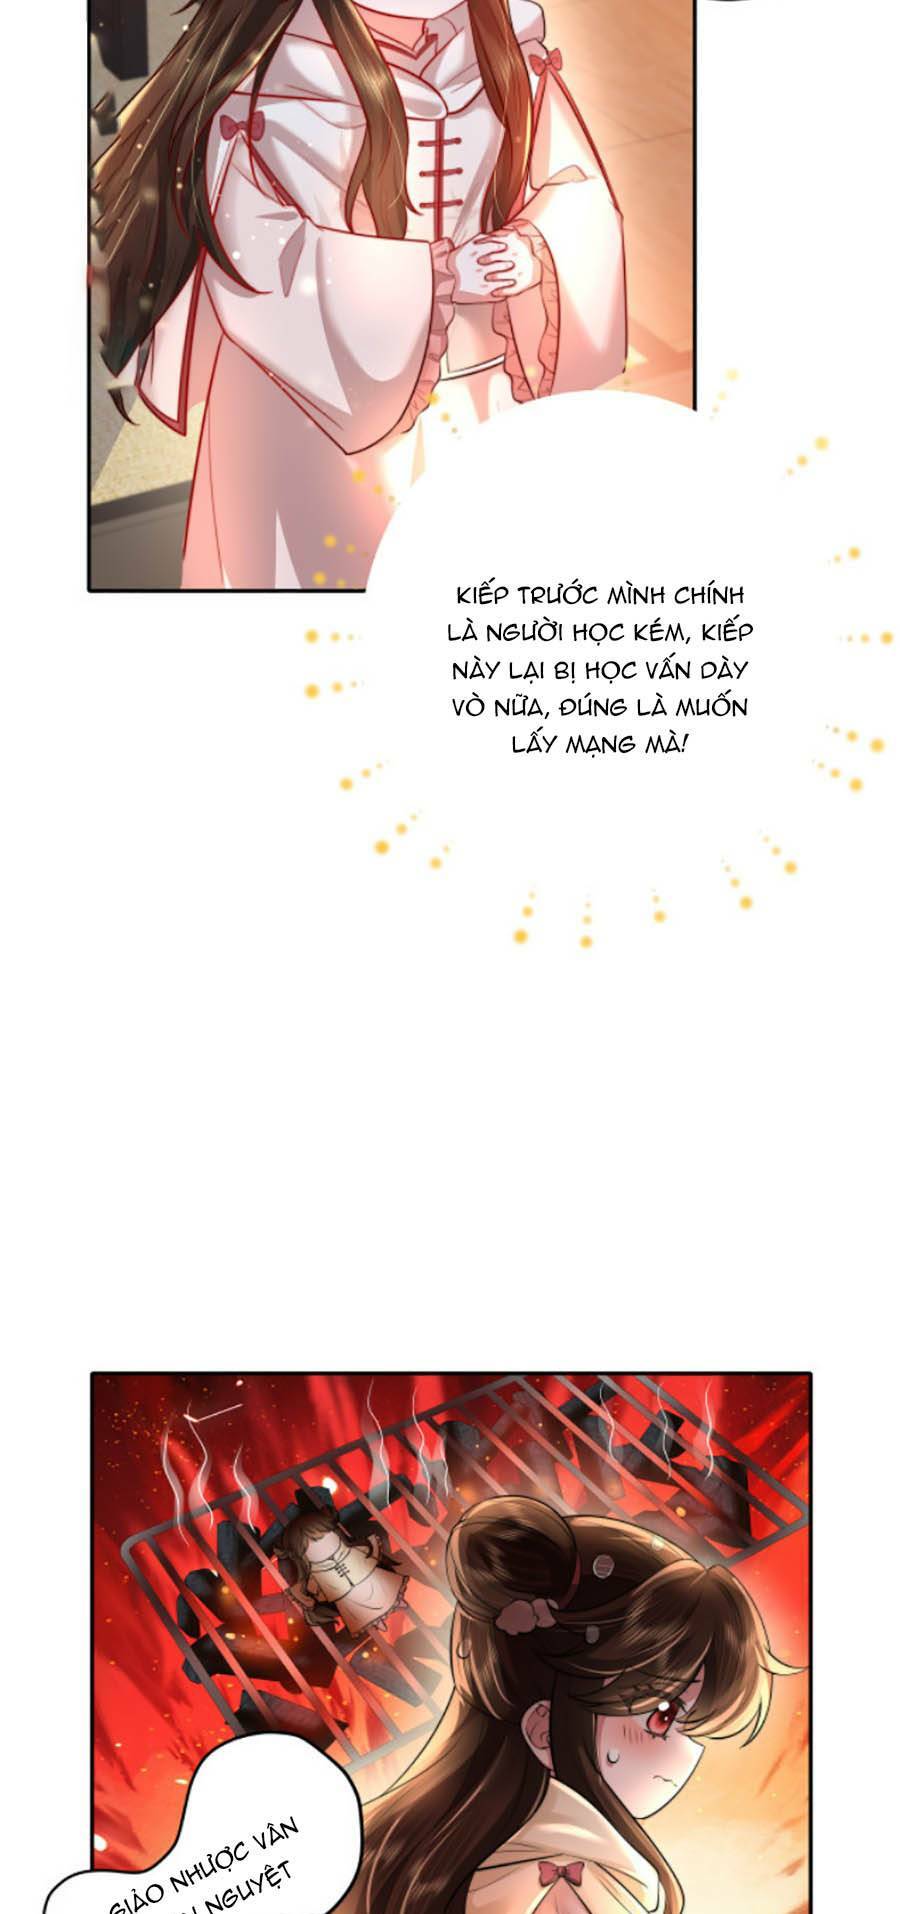 KIẾP TRƯỚC MÌNH CHÍNH
LÀ NGƯỜI HỌC KÉM, KIẾP
NÀY LẠI BỊ HỌC VẤN DÀY
VÒ NỮA, ĐÚNG LÀ MUỐN
LẤY MẠNG MÀ!
GIẢO NHƯỢC VÂN
NGUYỆT